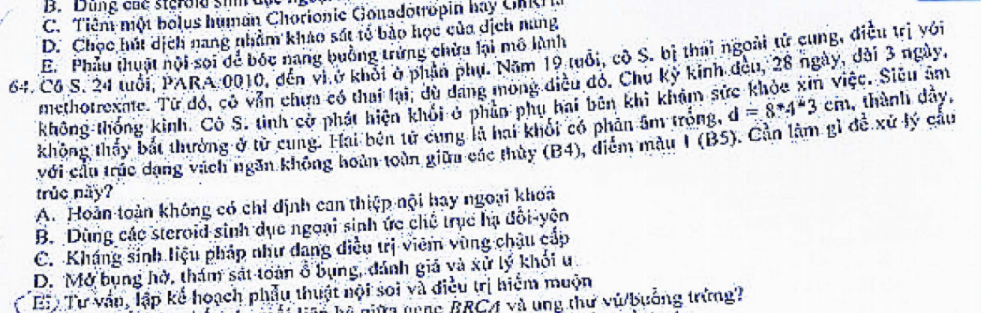 B. Dùng các steroid sinh dục
C. Tiêm một bolus human Chorionic Gonadotropin hay GnRH
D. Chọc hút dịch nang nhằm khảo sát tế bào học của dịch nang
E. Phẫu thuật nội soi để bóc nang buồng trứng chừa lại mô lành
64. Cô S. 24 tuổi, PARA 0010, đến vì ở khối ở phần phụ. Năm 19 tuổi, cô S. bị thai ngoài tử cung, điều trị với
methotrexate. Từ đó, cô vẫn chưa có thai lại, dù đang mong điều đó. Chu kỳ kinh đều, 28 ngày, dài 3 ngày,
không thống kinh. Cô S. tình cờ phát hiện khối ở phần phụ hai bên khi khám sức khỏe xin việc. Siêu âm
không thấy bất thường ở tử cung. Hai bên tử cung là hai khối có phản âm trống, d = 8*4*3 cm, thành dầy,
với cấu trúc dạng vách ngăn không hoàn toàn giữa các thùy (B4), điểm màu 1 (B5). Cần làm gì để xử lý cấu
trúc này?
A. Hoàn toàn không có chỉ định can thiệp nội hay ngoại khoa
B. Dùng các steroid sinh dục ngoại sinh ức chế trục hạ đồi-yên
C. Kháng sinh liệu pháp như đang điều trị viêm vùng chậu cấp
D. Mở bụng hở, thám sát toàn ổ bụng, đánh giá và xử lý khối u
E. Tư vấn, lập kế hoạch phẫu thuật nội soi và điều trị hiếm muộn
giữa gene BRCA và ung thư vú/buồng trứng?